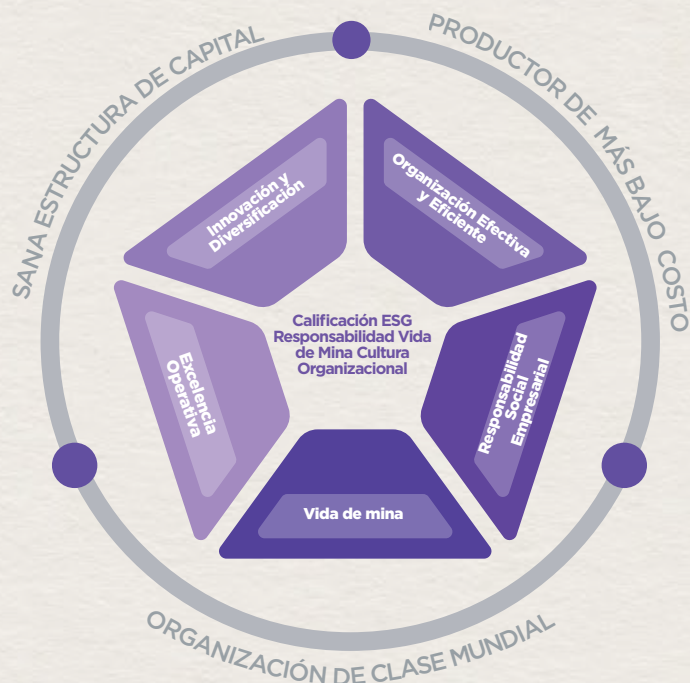 SANA ESTRUCTURA DE CAPITAL
PRODUCTOR DE MÁS BAJO COSTO
Innovación y
Diversificación
Organización Efectiva
y Eficiente
Calificación ESG
Responsabilidad Vida
de Mina Cultura
Organizacional
Excelencia
Operativa
Responsabilidad
Social
Empresarial
Vida de mina
ORGANIZACIÓN DE CLASE MUNDIAL